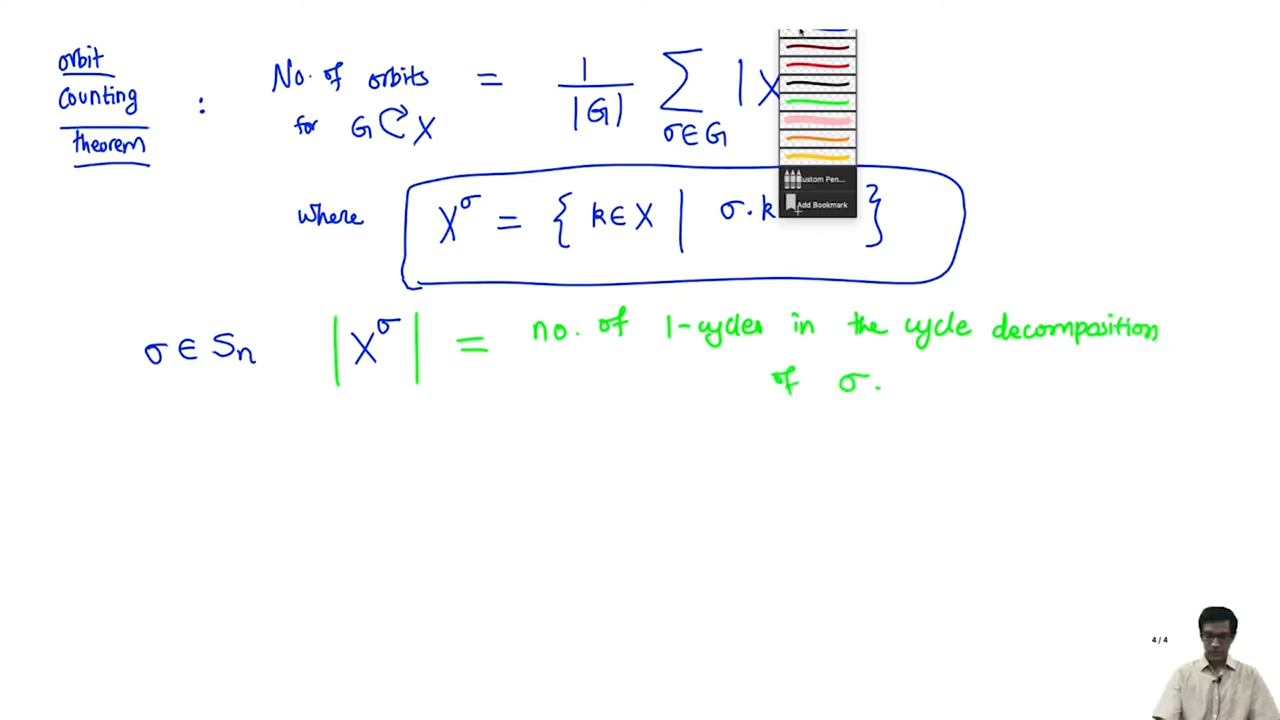 orbit
Counting
theorem
:
No. of orbits
for G ⟳ X
= 1/|G| ∑ σ∈G |X
where X^σ = { k ∈ X | σ.k }
σ ∈ Sn |X^σ| = no. of 1-cycles in the cycle decomposition
of σ.
Custom Pen...
Add Bookmark
4 / 4